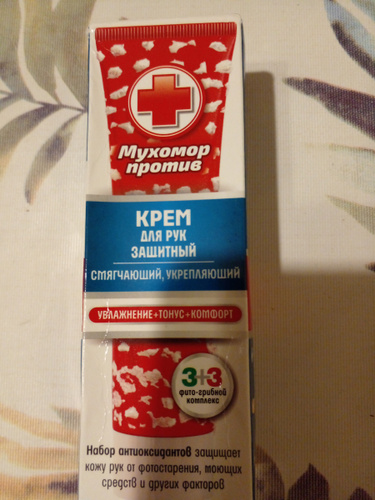 Мухомор
против
КРЕМ
ДЛЯ РУК
ЗАЩИТНЫЙ
СМЯГЧАЮЩИЙ, УКРЕПЛЯЮЩИЙ
УВЛАЖНЕНИЕ+ТОНУС+КОМФОРТ
3+3
фито-грибной
комплекс
Набор антиоксидантов защищает
кожу рук от фотостарения, моющих
средств и других факторов